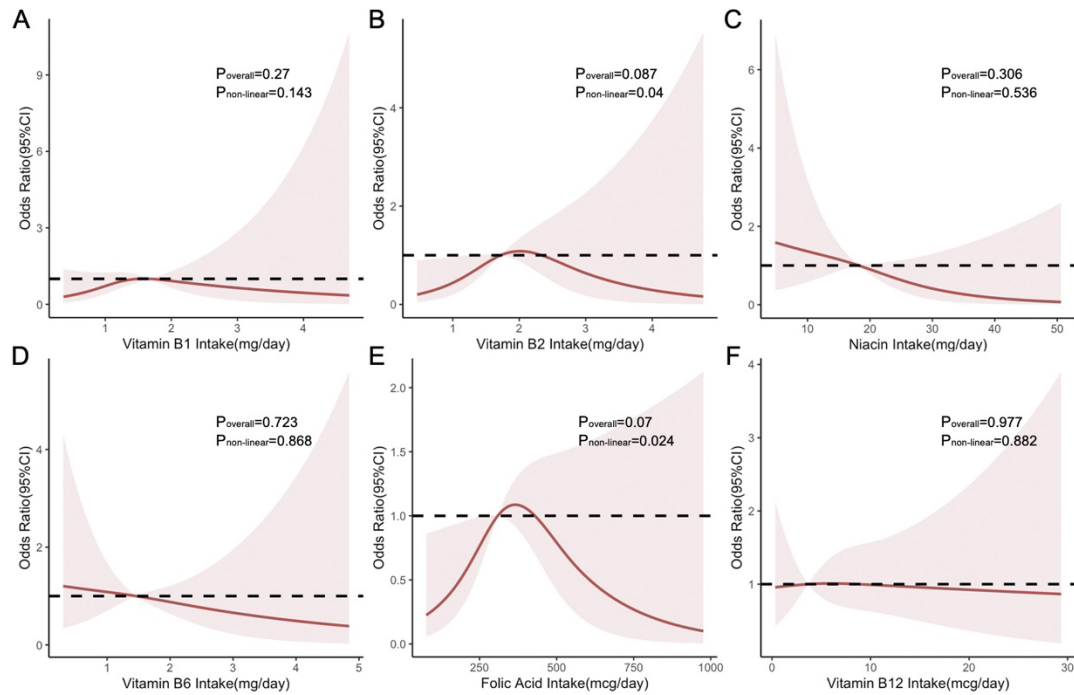 A
Odds Ratio(95%CI)
9
6
3
0
Poverall=0.27
Pnon-linear=0.143
1
2
3
4
Vitamin B1 Intake(mg/day)
B
Odds Ratio(95%CI)
4
2
0
Poverall=0.087
Pnon-linear=0.04
1
2
3
4
Vitamin B2 Intake(mg/day)
C
Odds Ratio(95%CI)
6
4
2
0
Poverall=0.306
Pnon-linear=0.536
10
20
30
40
50
Niacin Intake(mg/day)
D
Odds Ratio(95%CI)
4
2
0
Poverall=0.723
Pnon-linear=0.868
1
2
3
4
5
Vitamin B6 Intake(mg/day)
E
Odds Ratio(95%CI)
2.0
1.5
1.0
0.5
0.0
Poverall=0.07
Pnon-linear=0.024
250
500
750
1000
Folic Acid Intake(mcg/day)
F
Odds Ratio(95%CI)
4
3
2
1
0
Poverall=0.977
Pnon-linear=0.882
0
10
20
30
Vitamin B12 Intake(mcg/day)